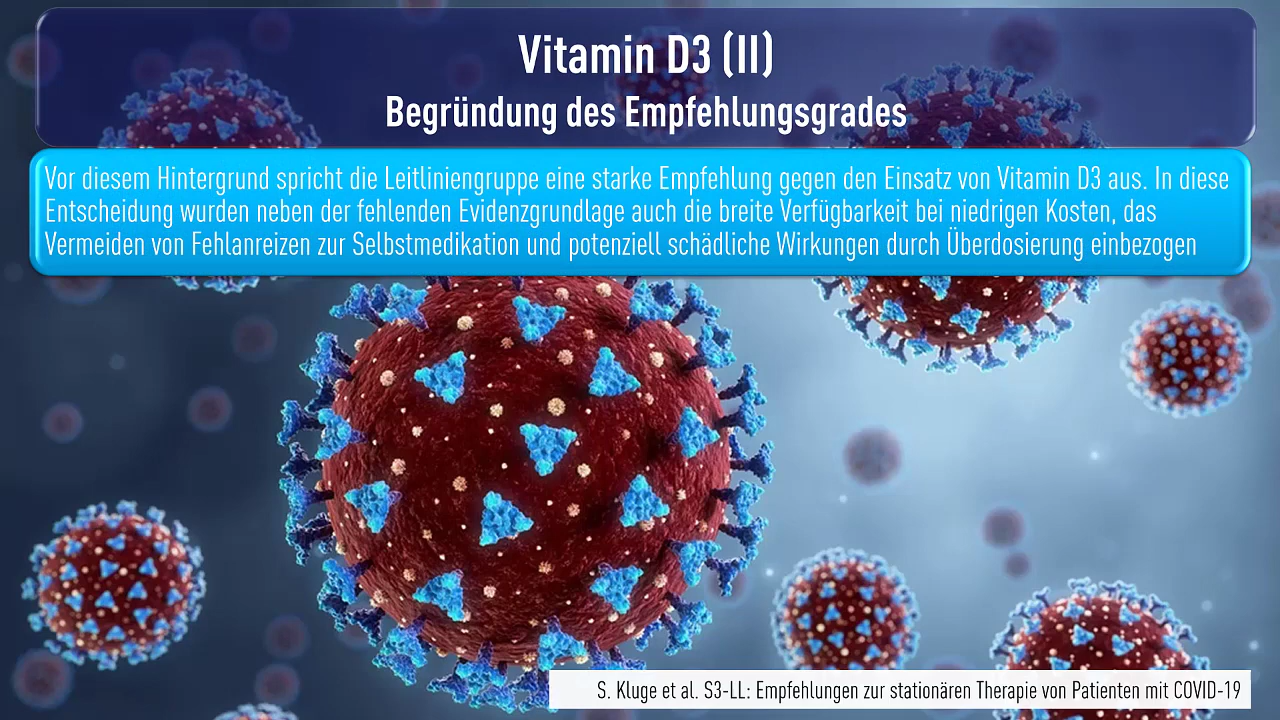 Vitamin D3 (II)
Begründung des Empfehlungsgrades
Vor diesem Hintergrund spricht die Leitliniengruppe eine starke Empfehlung gegen den Einsatz von Vitamin D3 aus. In diese
Entscheidung wurden neben der fehlenden Evidenzgrundlage auch die breite Verfügbarkeit bei niedrigen Kosten, das
Vermeiden von Fehlanreizen zur Selbstmedikation und potenziell schädliche Wirkungen durch Überdosierung einbezogen
S. Kluge et al. S3-LL: Empfehlungen zur stationären Therapie von Patienten mit COVID-19